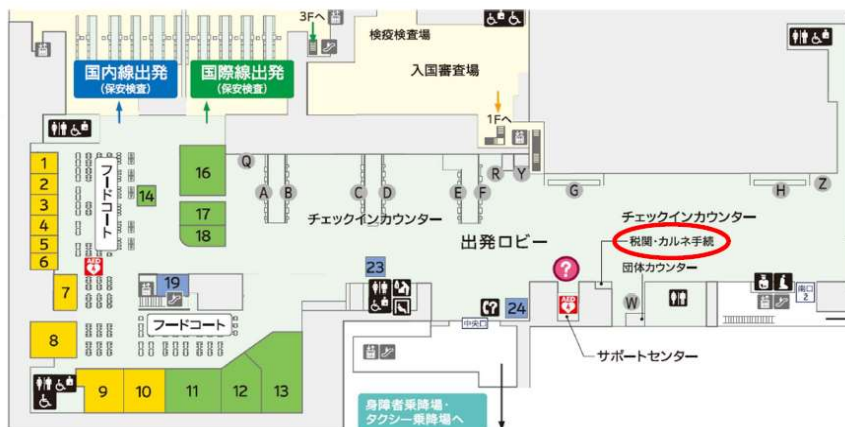 3Fへ
検疫検査場
入国審査場
国内線出発
(保安検査)
国際線出発
(保安検査)
1Fへ
フードコート
1
2
3
4
5
6
7
8
9
10
11
12
13
14
16
17
18
19
23
24
Q
A
B
C
D
E
F
R
Y
G
H
Z
W
チェックインカウンター
出発ロビー
チェックインカウンター
税関・カルネ手続
団体カウンター
AED
フードコート
?
AED
中央口
南口
2
サポートセンター
身障者乗降場・
タクシー乗降場へ